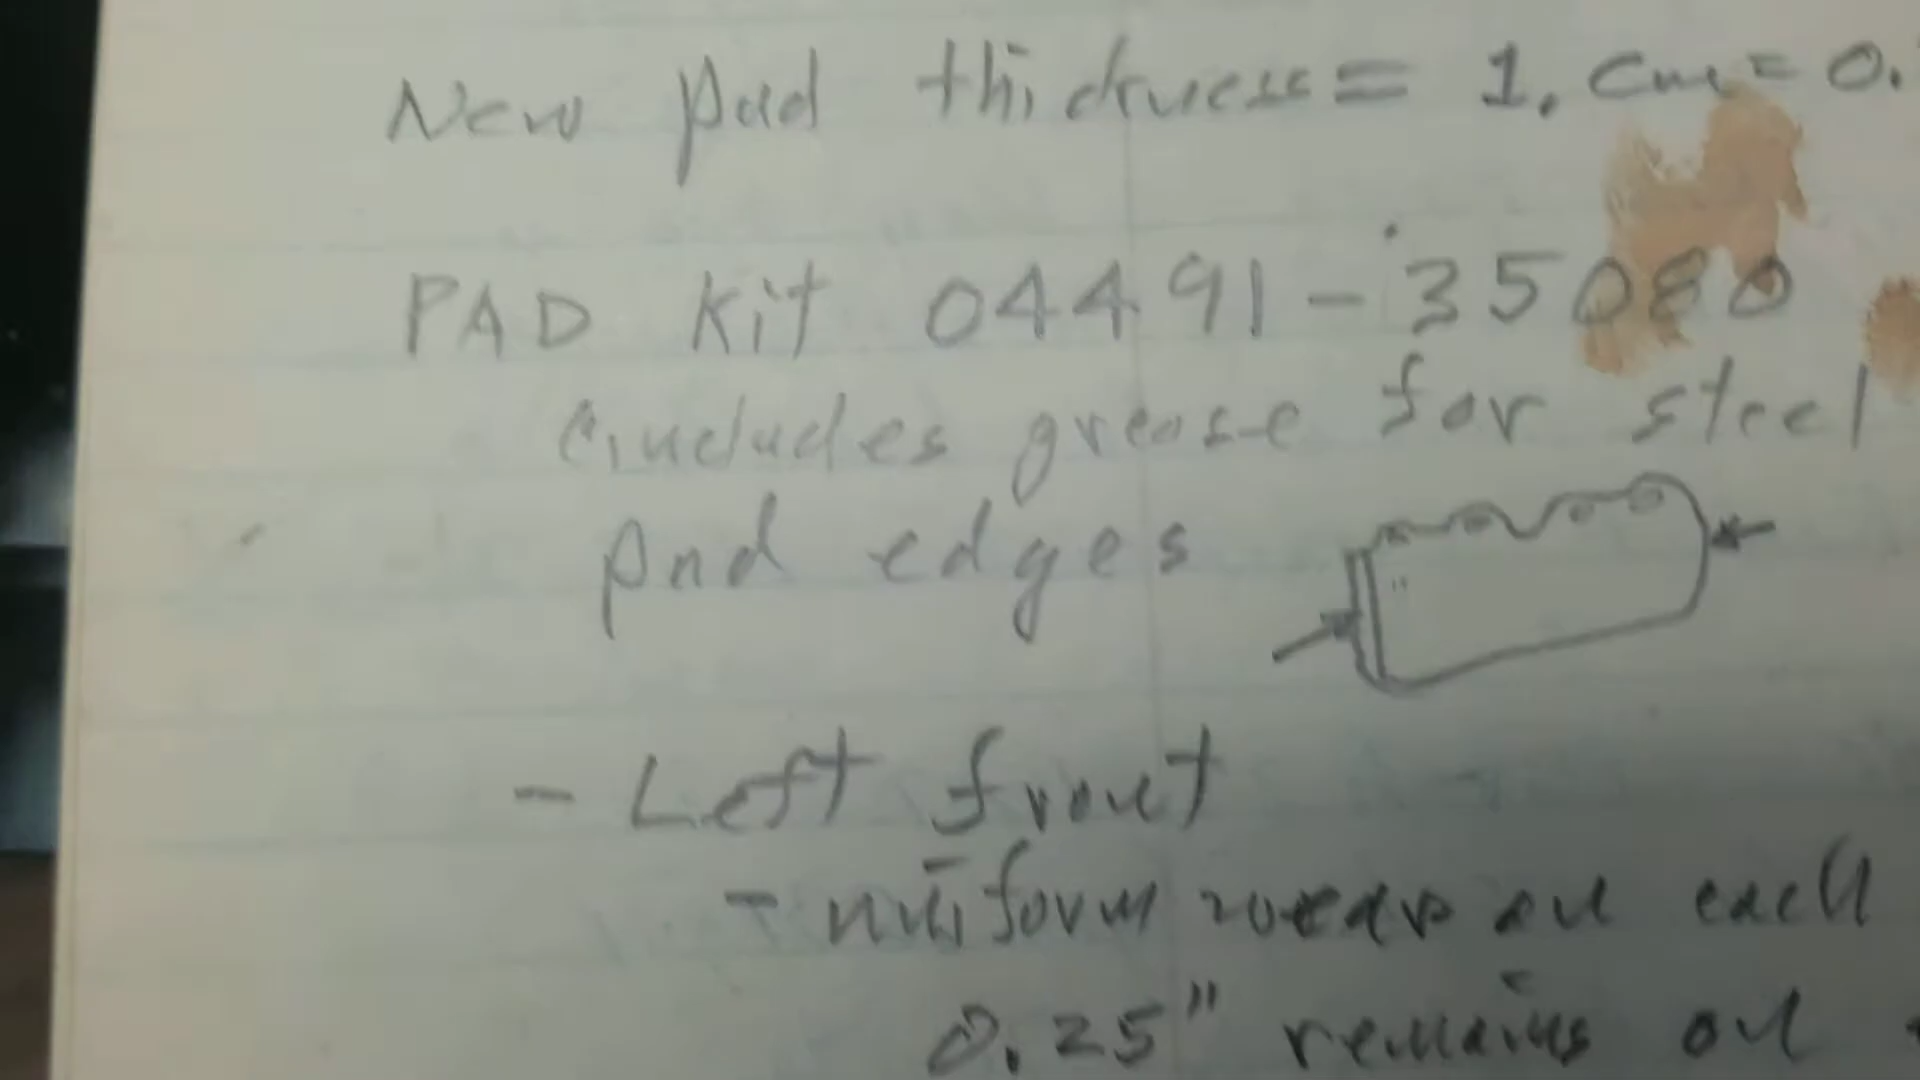 New pad thickness = 1. cm = 0.
PAD Kit 04491-35080
includes grease for steel
pad edges
- Left front
- uniform wear on each
0.25" remains on